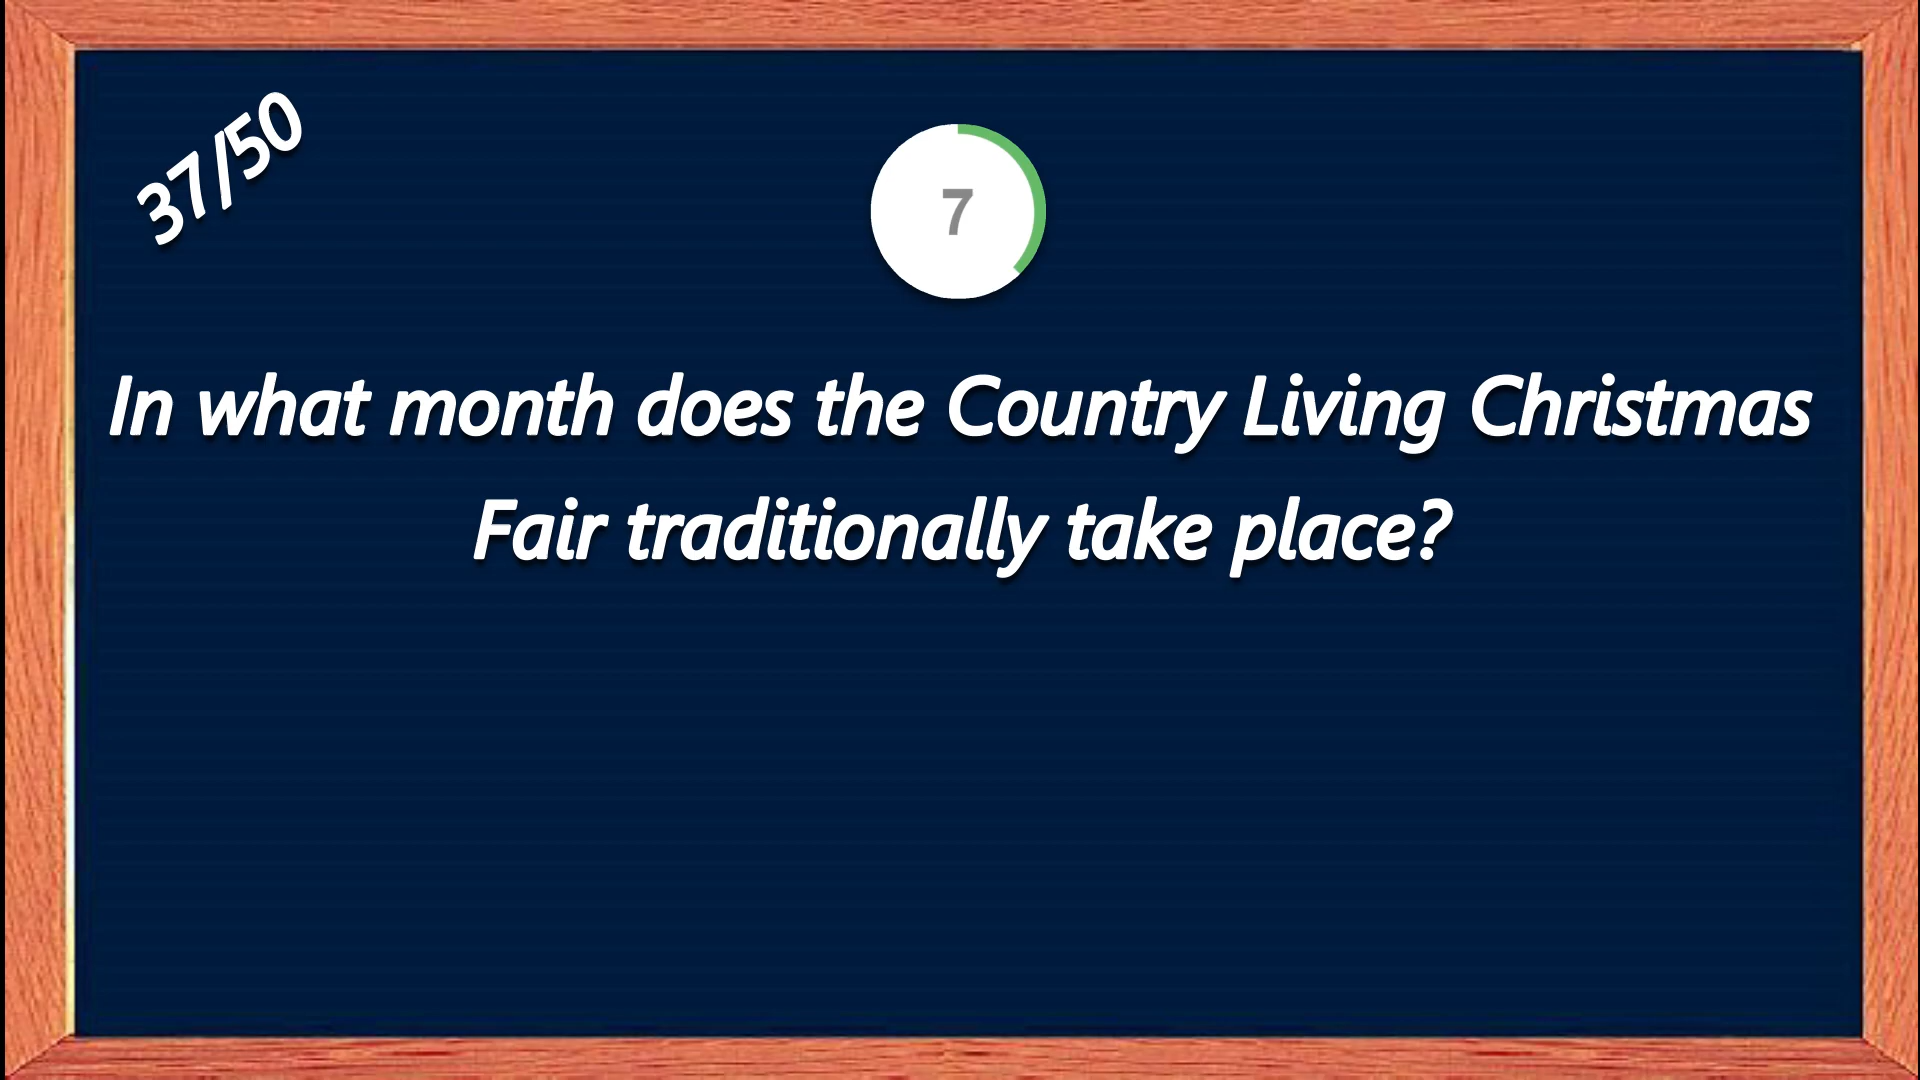 37/50
7
In what month does the Country Living Christmas
Fair traditionally take place?